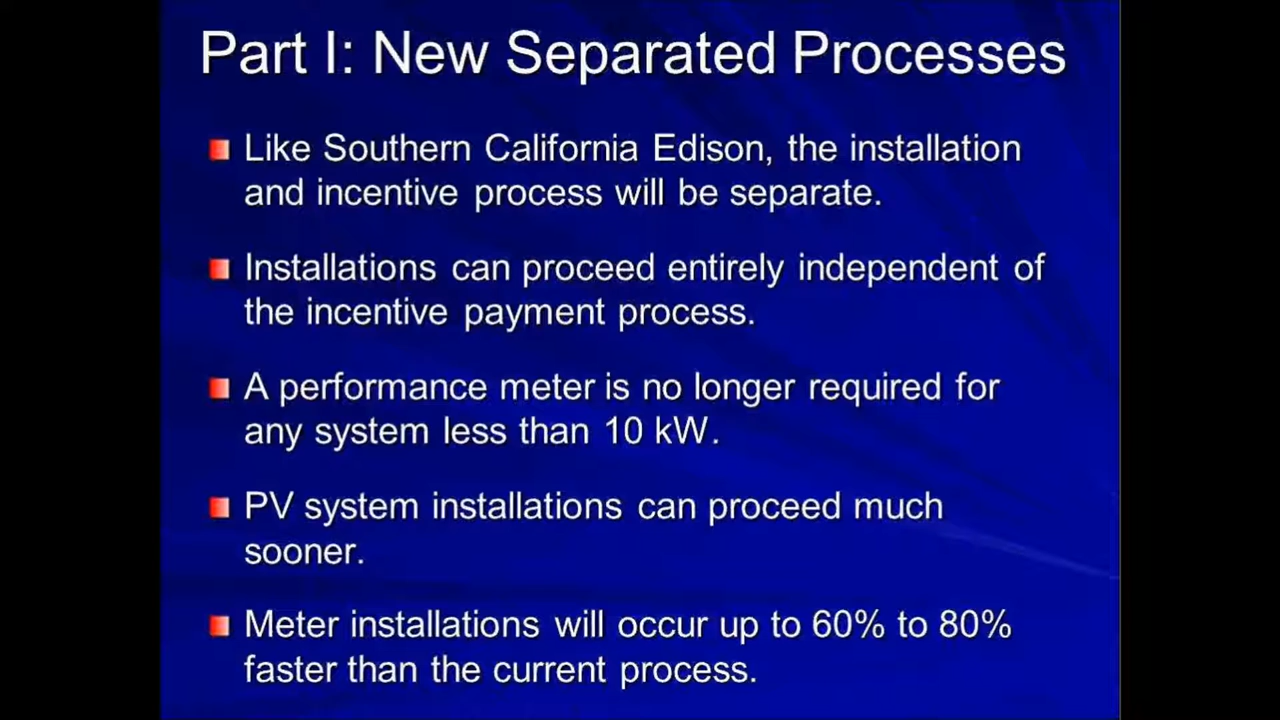 Part I: New Separated Processes
Like Southern California Edison, the installation
and incentive process will be separate.
Installations can proceed entirely independent of
the incentive payment process.
A performance meter is no longer required for
any system less than 10 kW.
PV system installations can proceed much
sooner.
Meter installations will occur up to 60% to 80%
faster than the current process.